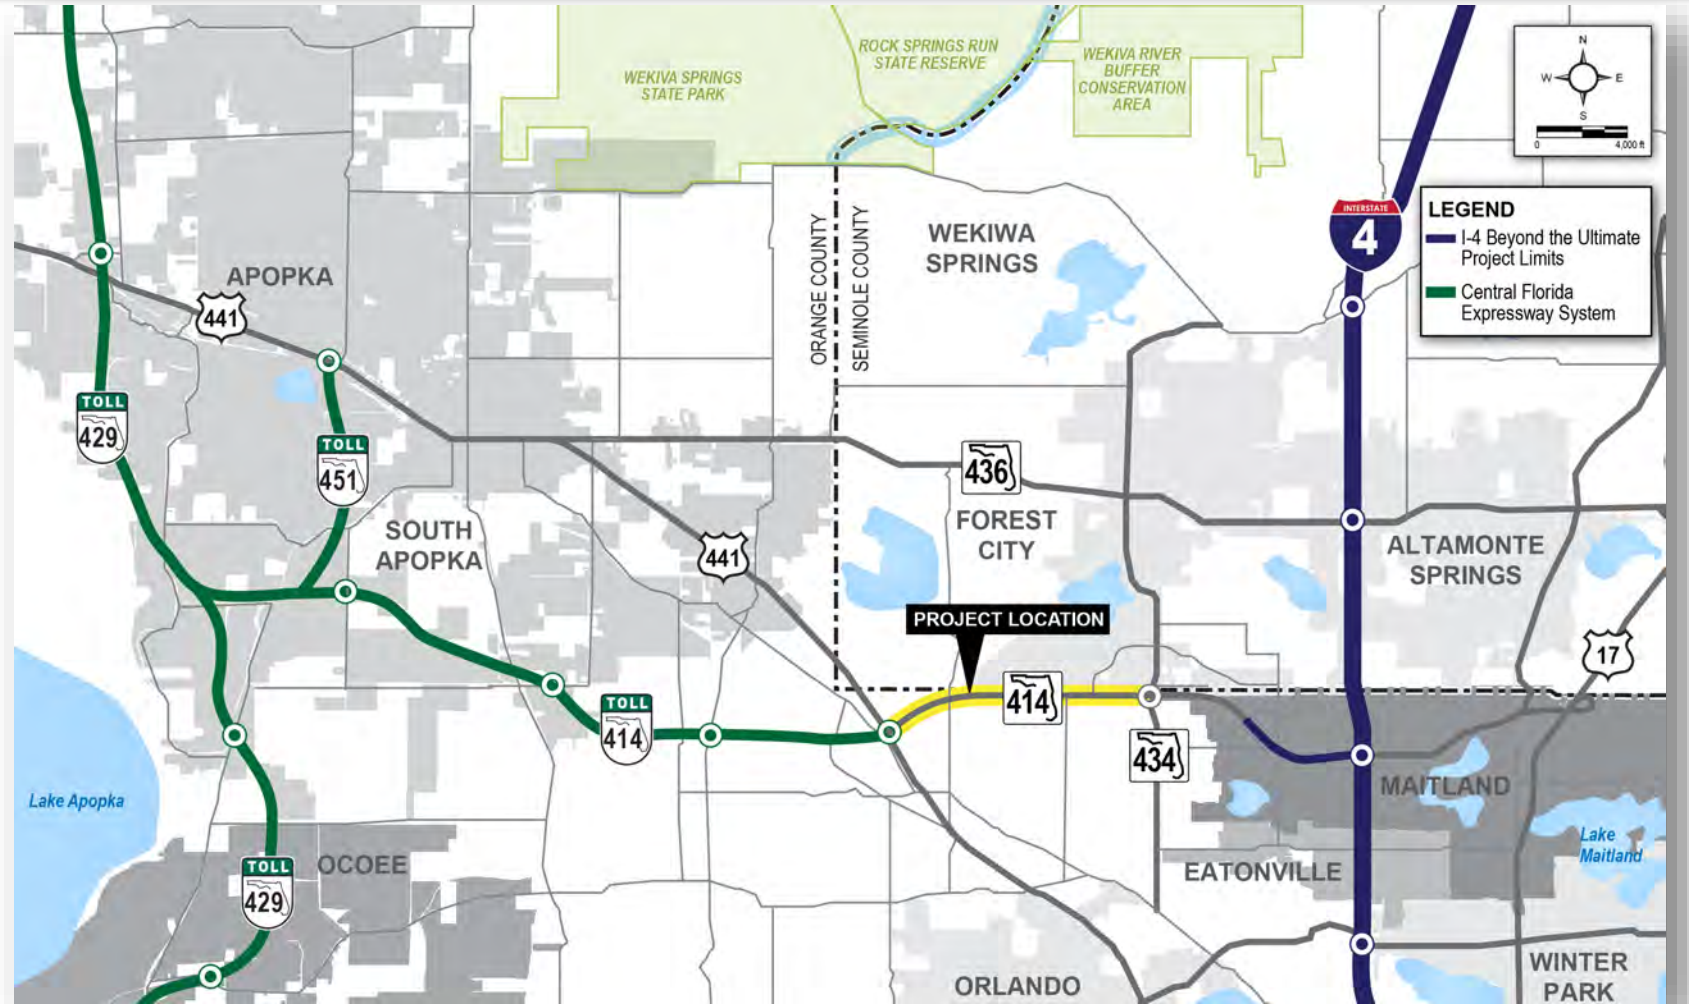 ROCK SPRINGS RUN
STATE RESERVE
WEKIVA SPRINGS
STATE PARK
WEKIVA RIVER
BUFFER
CONSERVATION
AREA
N
W
E
S
0
4,000 ft
LEGEND
I-4 Beyond the Ultimate
Project Limits
Central Florida
Expressway System
INTERSTATE
4
ORANGE COUNTY
SEMINOLE COUNTY
WEKIWA
SPRINGS
APOPKA
441
TOLL
429
TOLL
451
436
SOUTH
APOPKA
441
FOREST
CITY
ALTAMONTE
SPRINGS
PROJECT LOCATION
17
414
TOLL
414
434
Lake Apopka
MAITLAND
Lake
Maitland
OCOEE
TOLL
429
EATONVILLE
ORLANDO
WINTER
PARK